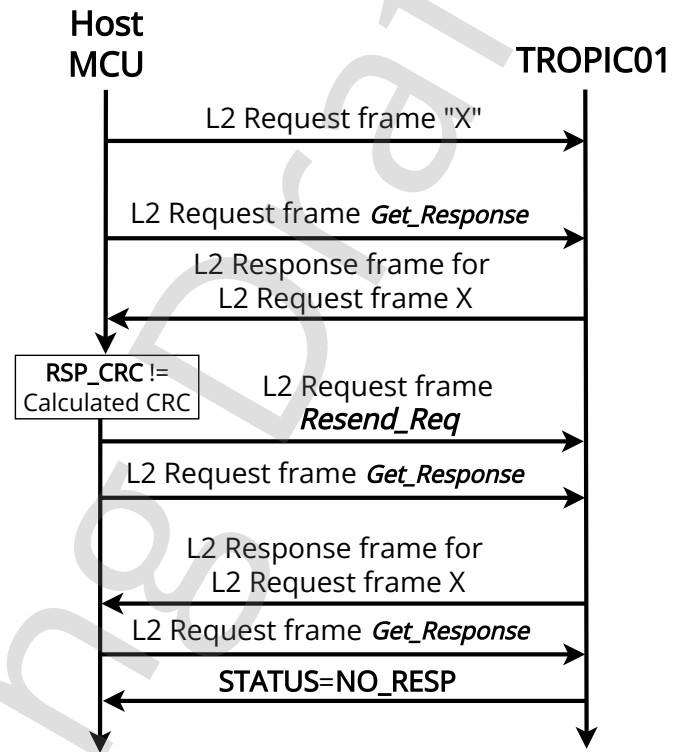 Host
MCU
TROPIC01
L2 Request frame "X"
L2 Request frame Get_Response
L2 Response frame for
L2 Request frame X
RSP_CRC !=
Calculated CRC
L2 Request frame
Resend_Req
L2 Request frame Get_Response
L2 Response frame for
L2 Request frame X
L2 Request frame Get_Response
STATUS=NO_RESP